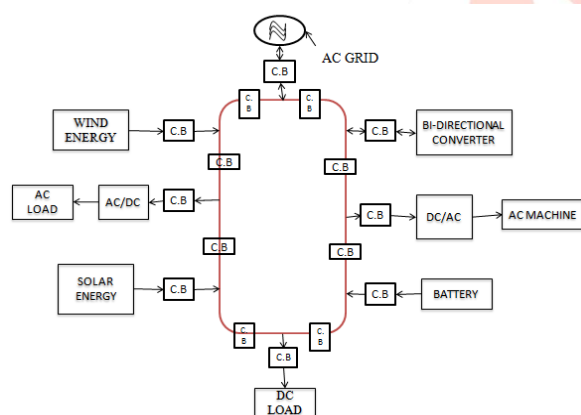 AC GRID
C.B
C.
B
C.
B
WIND
ENERGY
C.B
C.B
BI-DIRECTIONAL
CONVERTER
C.B
C.B
AC
LOAD
AC/DC
C.B
C.B
DC/AC
AC MACHINE
C.B
C.B
SOLAR
ENERGY
C.B
C.B
BATTERY
C.
B
C.
B
C.B
DC
LOAD